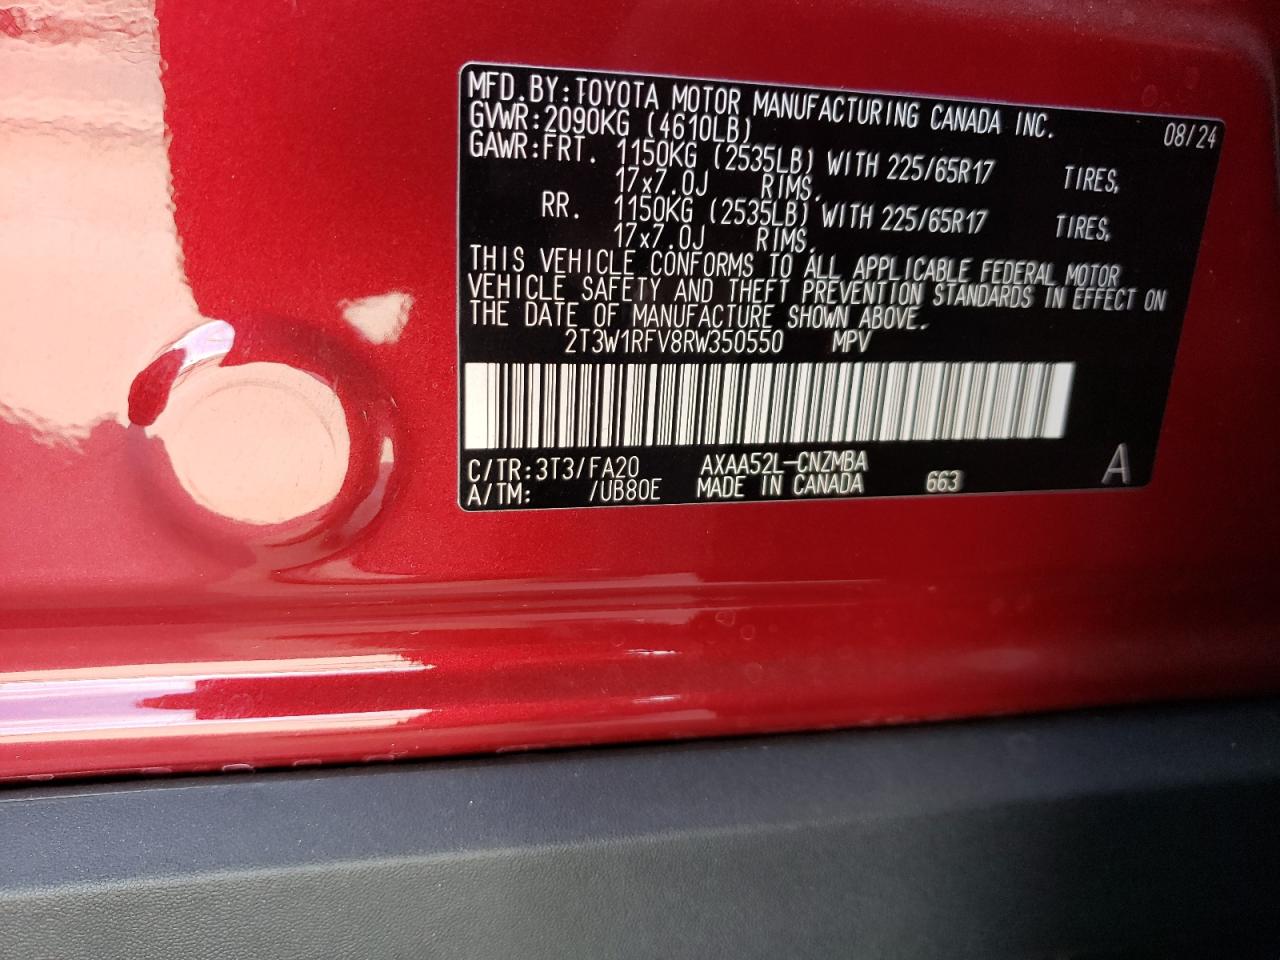 MFD.BY:TOYOTA MOTOR MANUFACTURING CANADA INC. 08/24
GVWR:2090KG (4610LB)
GAWR:FRT. 1150KG (2535LB) WITH 225/65R17 TIRES,
17x7.0J RIMS.
RR. 1150KG (2535LB) WITH 225/65R17 TIRES,
17x7.0J RIMS.
THIS VEHICLE CONFORMS TO ALL APPLICABLE FEDERAL MOTOR
VEHICLE SAFETY AND THEFT PREVENTION STANDARDS IN EFFECT ON
THE DATE OF MANUFACTURE SHOWN ABOVE.
2T3W1RFV8RW350550 MPV
C/TR:3T3/FA20 AXAA52L-CNZMBA
A/TM: /UB80E MADE IN CANADA 663 A